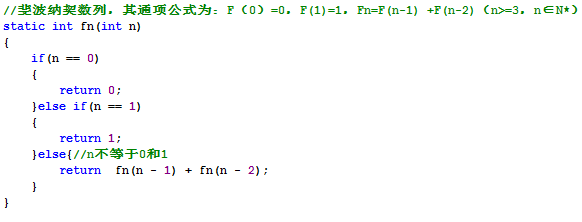 //斐波纳契数列，其通项公式为：F（0）=0，F(1)=1，Fn=F(n-1) +F(n-2)（n>=3，n∈N*）
static int fn(int n)
{
    if(n == 0)
    {
        return 0;
    }else if(n == 1)
    {
        return 1;
    }else{//n不等于0和1
        return  fn(n - 1) + fn(n - 2);
    }
}